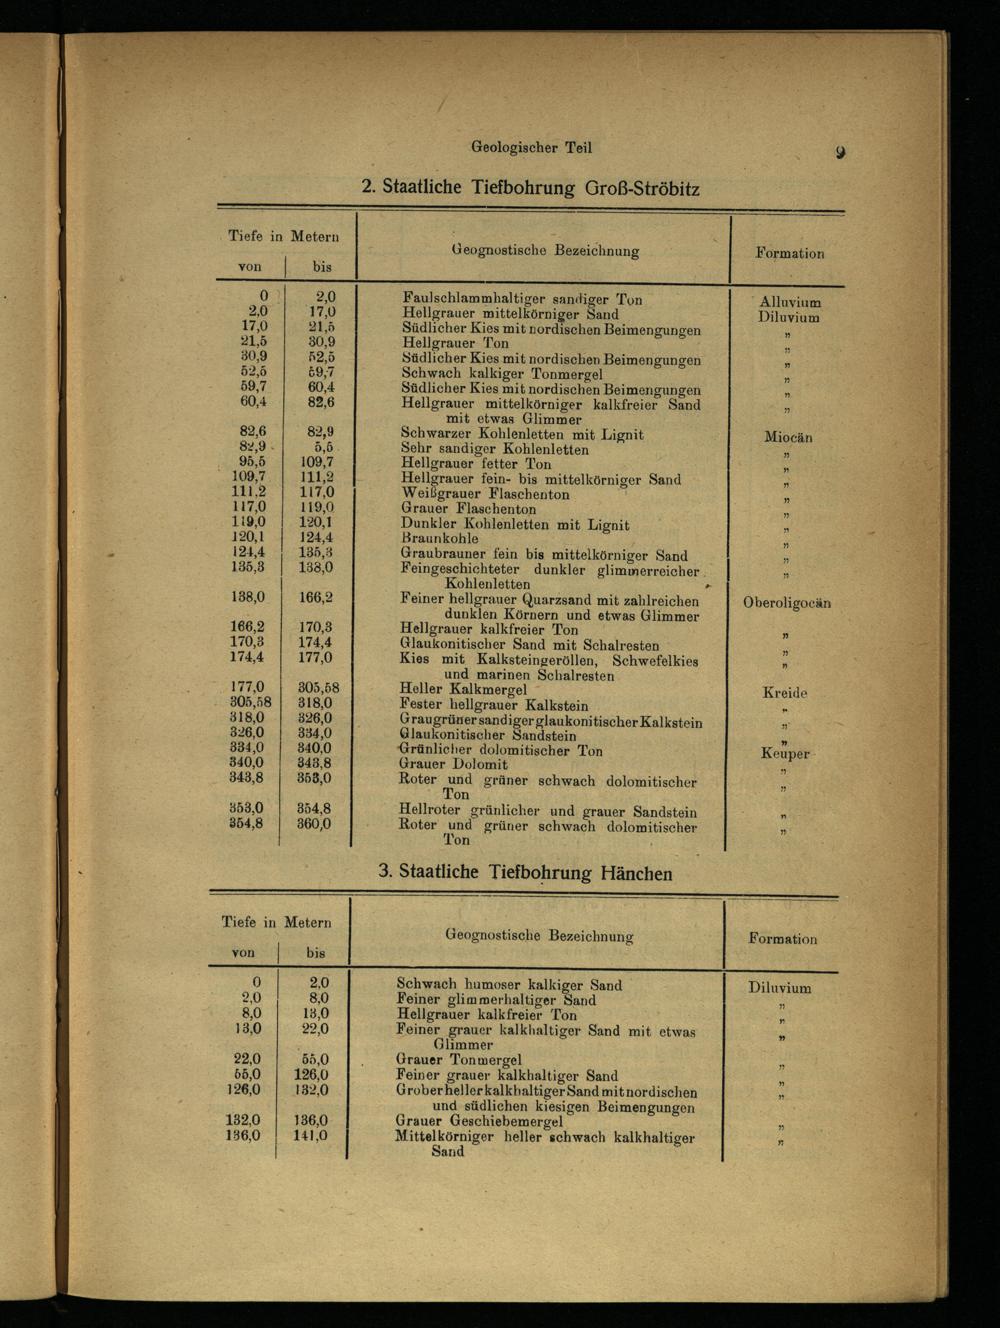 Geologischer Teil 9
2. Staatliche Tiefbohrung Groß-Ströbitz
Tiefe in Metern
Geognostische Bezeichnung Formation
von bis
0 2,0 Faulschlammhaltiger sandiger Ton Alluvium
2,0 17,0 Hellgrauer mittelkörniger Sand Diluvium
17,0 21,5 Südlicher Kies mit nordischen Beimengungen „
21,5 30,9 Hellgrauer Ton „
30,9 52,5 Südlicher Kies mit nordischen Beimengungen „
52,5 59,7 Schwach kalkiger Tonmergel „
59,7 60,4 Südlicher Kies mit nordischen Beimengungen „
60,4 82,6 Hellgrauer mittelkörniger kalkfreier Sand „
mit etwas Glimmer
82,6 82,9 Schwarzer Kohlenletten mit Lignit Miocän
82,9 5,5 Sehr sandiger Kohlenletten „
95,5 109,7 Hellgrauer fetter Ton „
109,7 111,2 Hellgrauer fein- bis mittelkörniger Sand „
111,2 117,0 Weißgrauer Flaschenton „
117,0 119,0 Grauer Flaschenton „
119,0 120,1 Dunkler Kohlenletten mit Lignit „
120,1 124,4 Braunkohle „
124,4 135,3 Graubrauner fein bis mittelkörniger Sand „
135,3 138,0 Feingeschichteter dunkler glimmerreicher „
Kohlenletten
138,0 166,2 Feiner hellgrauer Quarzsand mit zahlreichen Oberoligocän
dunklen Körnern und etwas Glimmer
166,2 170,3 Hellgrauer kalkfreier Ton „
170,3 174,4 Glaukonitischer Sand mit Schalresten „
174,4 177,0 Kies mit Kalksteingeröllen, Schwefelkies „
und marinen Schalresten
177,0 305,58 Heller Kalkmergel Kreide
305,58 318,0 Fester hellgrauer Kalkstein „
318,0 326,0 Graugrüner sandiger glaukonitischer Kalkstein „
326,0 334,0 Glaukonitischer Sandstein „
334,0 340,0 Grünlicher dolomitischer Ton Keuper
340,0 343,8 Grauer Dolomit „
343,8 353,0 Roter und grüner schwach dolomitischer „
Ton
353,0 354,8 Hellroter grünlicher und grauer Sandstein „
354,8 360,0 Roter und grüner schwach dolomitischer „
Ton
3. Staatliche Tiefbohrung Hänchen
Tiefe in Metern
Geognostische Bezeichnung Formation
von bis
0 2,0 Schwach humoser kalkiger Sand Diluvium
2,0 8,0 Feiner glimmerhaltiger Sand „
8,0 13,0 Hellgrauer kalkfreier Ton „
13,0 22,0 Feiner grauer kalkhaltiger Sand mit etwas „
Glimmer
22,0 55,0 Grauer Tonmergel „
55,0 126,0 Feiner grauer kalkhaltiger Sand „
126,0 132,0 Grober heller kalkhaltiger Sand mit nordischen „
und südlichen kiesigen Beimengungen
132,0 136,0 Grauer Geschiebemergel „
136,0 141,0 Mittelkörniger heller schwach kalkhaltiger „
Sand